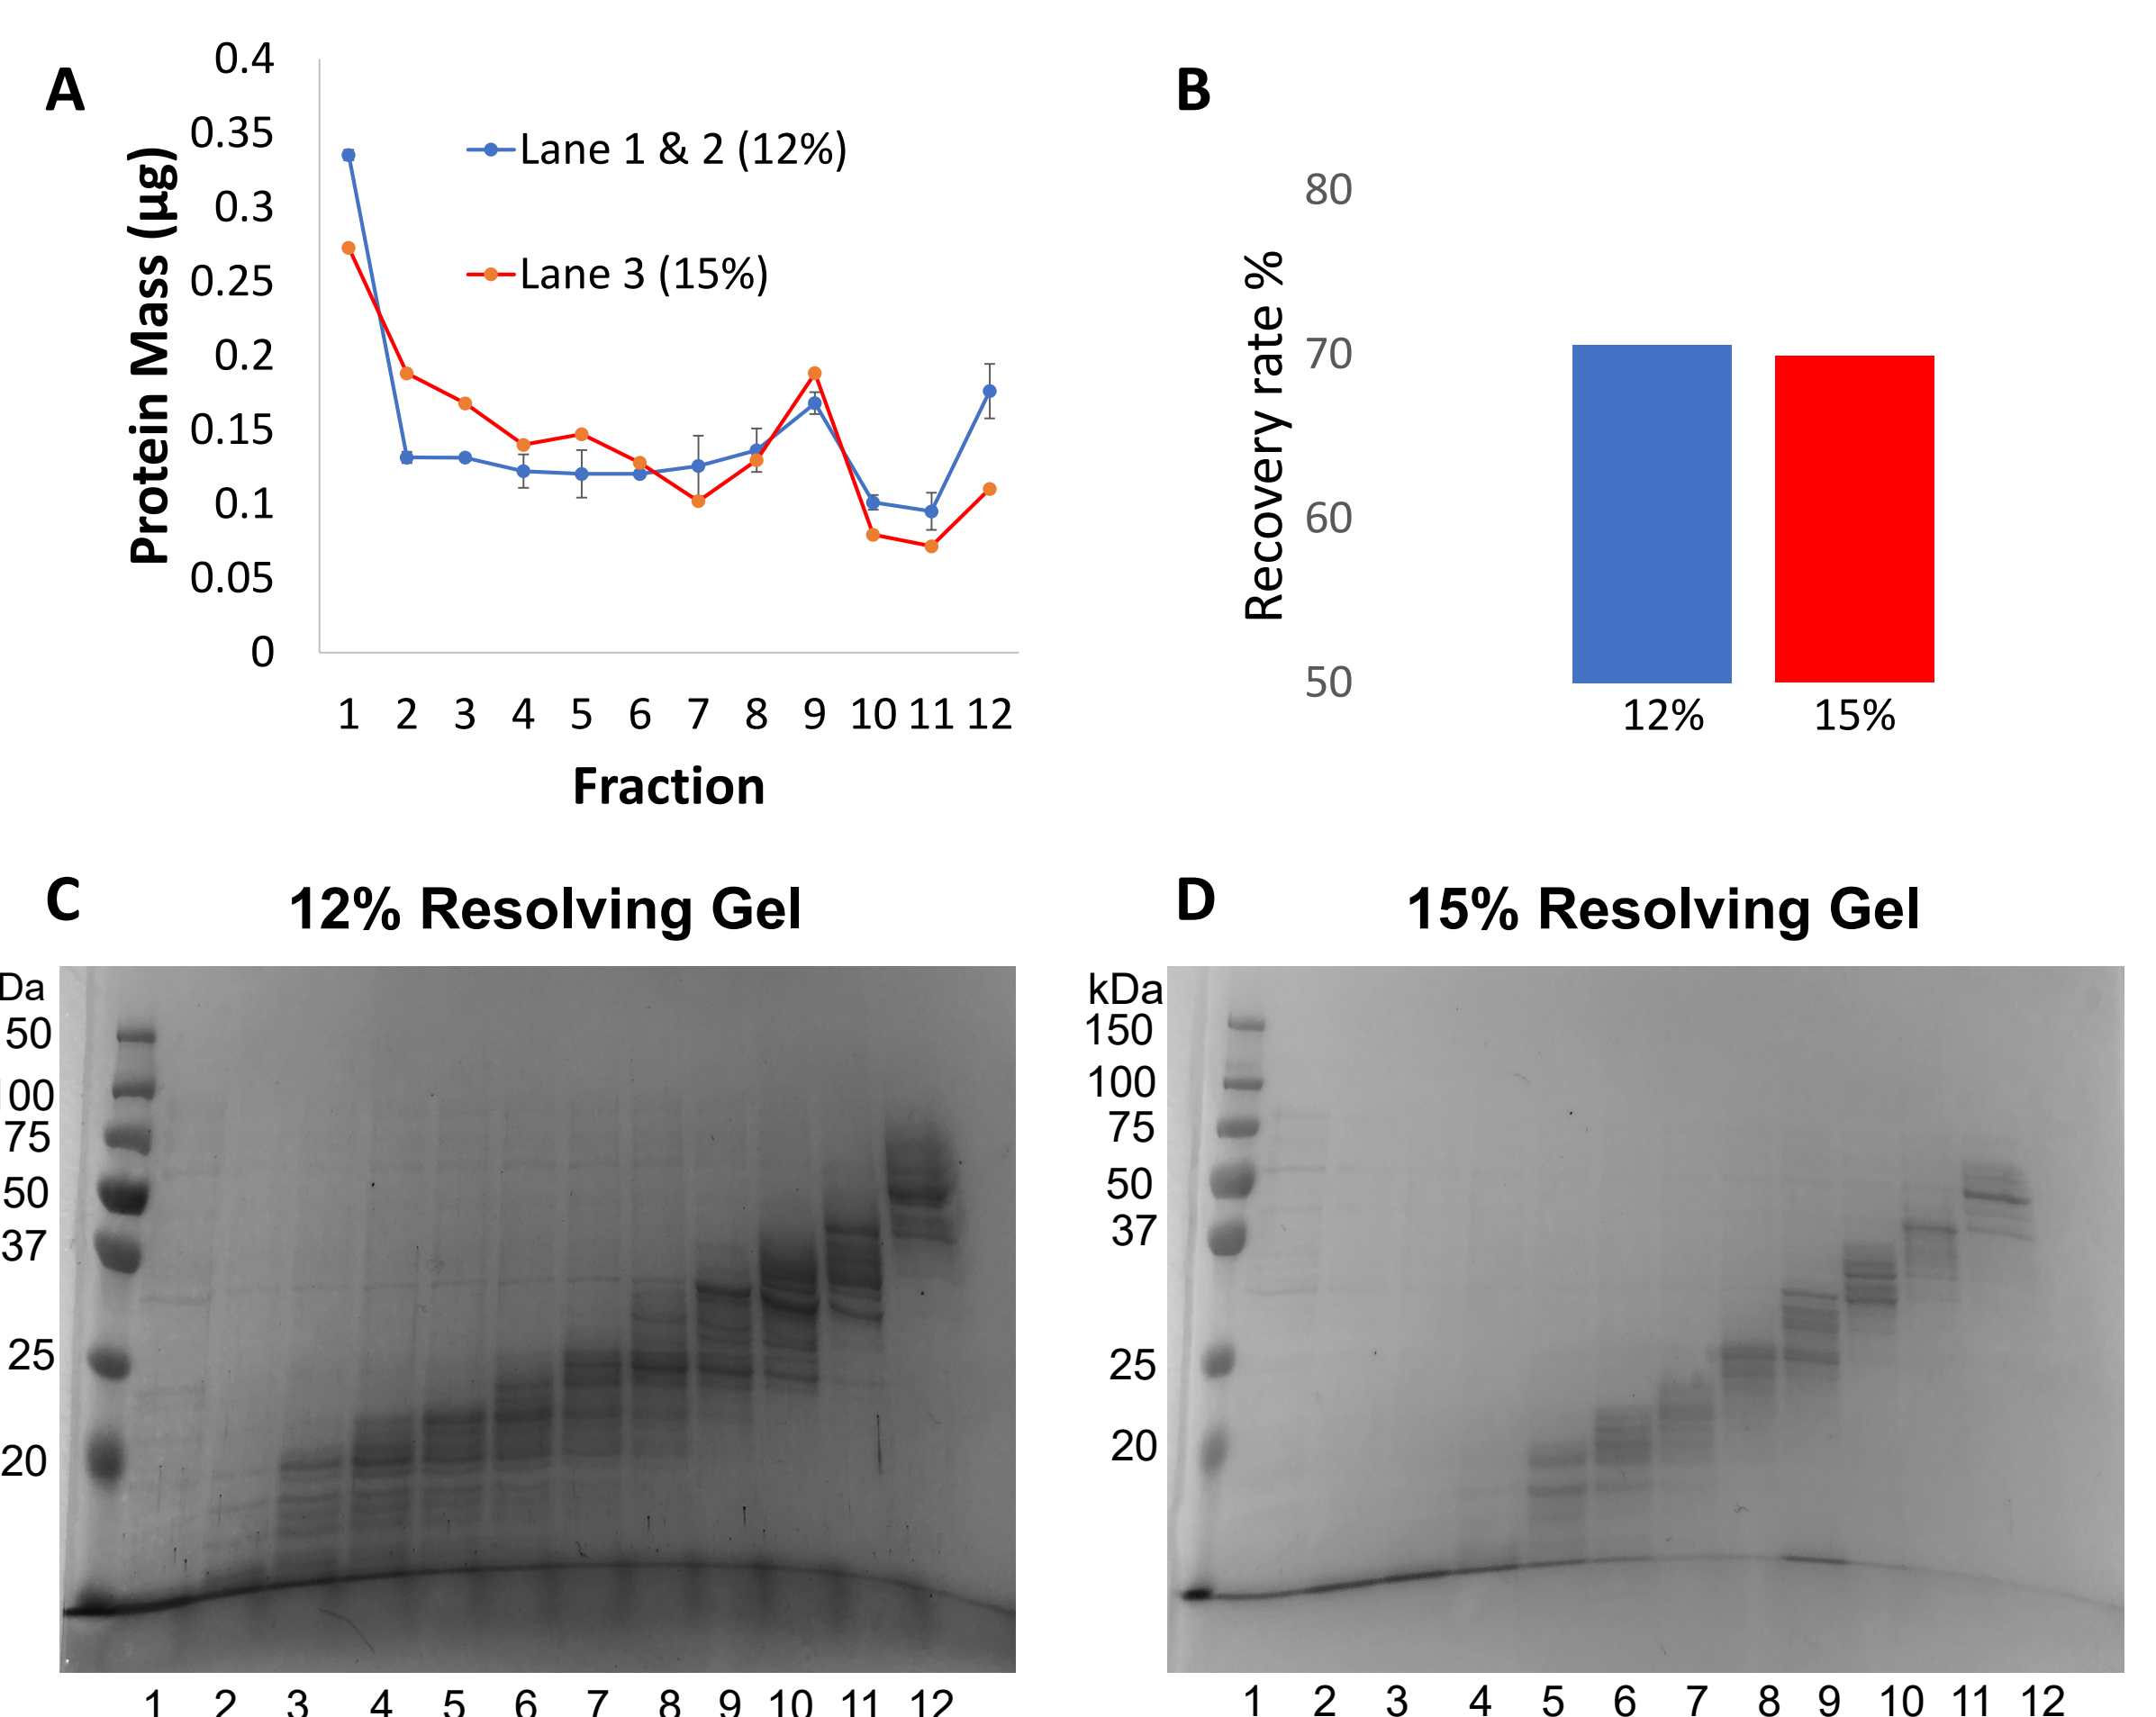 A
0.4
0.35
0.3
0.25
0.2
0.15
0.1
0.05
0
Protein Mass (µg)
Lane 1 & 2 (12%)
Lane 3 (15%)
1 2 3 4 5 6 7 8 9 10 11 12
Fraction
B
80
70
60
50
Recovery rate %
12% 15%
C
12% Resolving Gel
Da
50
00
75
50
37
25
20
1 2 3 4 5 6 7 8 9 10 11 12
D
15% Resolving Gel
kDa
150
100
75
50
37
25
20
1 2 3 4 5 6 7 8 9 10 11 12